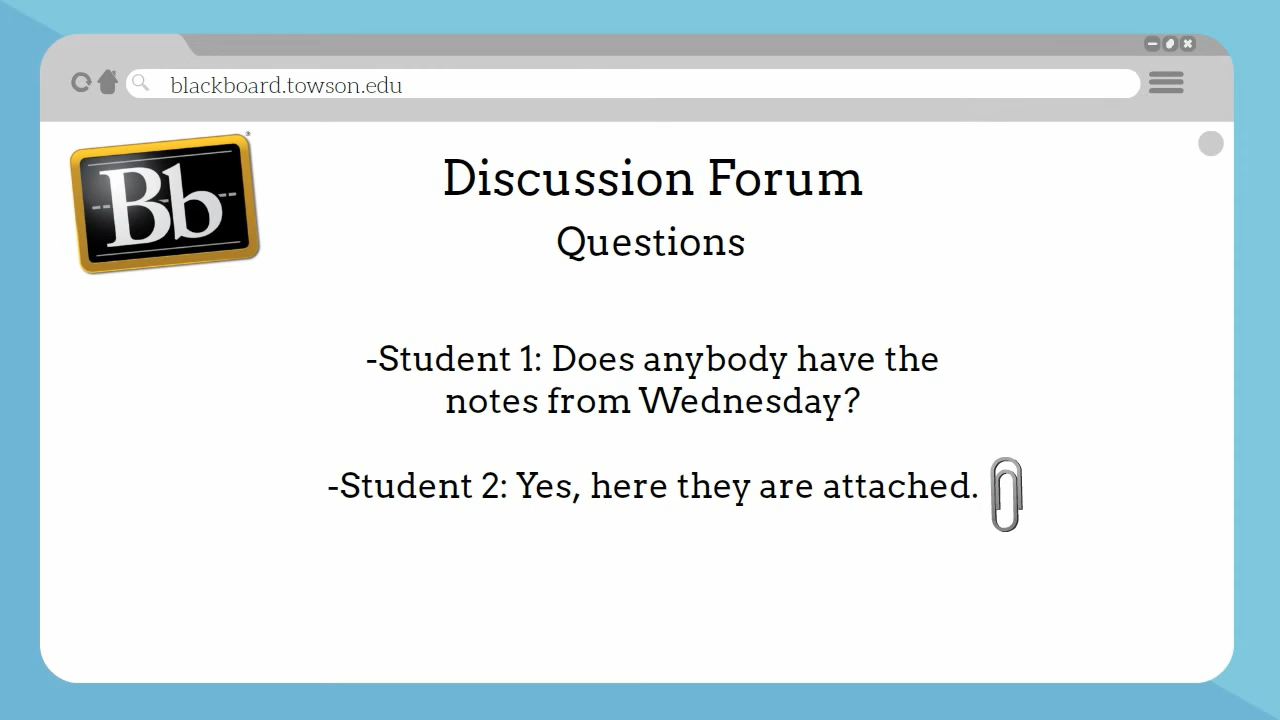 blackboard.towson.edu
Bb
Discussion Forum
Questions
-Student 1: Does anybody have the
notes from Wednesday?
-Student 2: Yes, here they are attached.